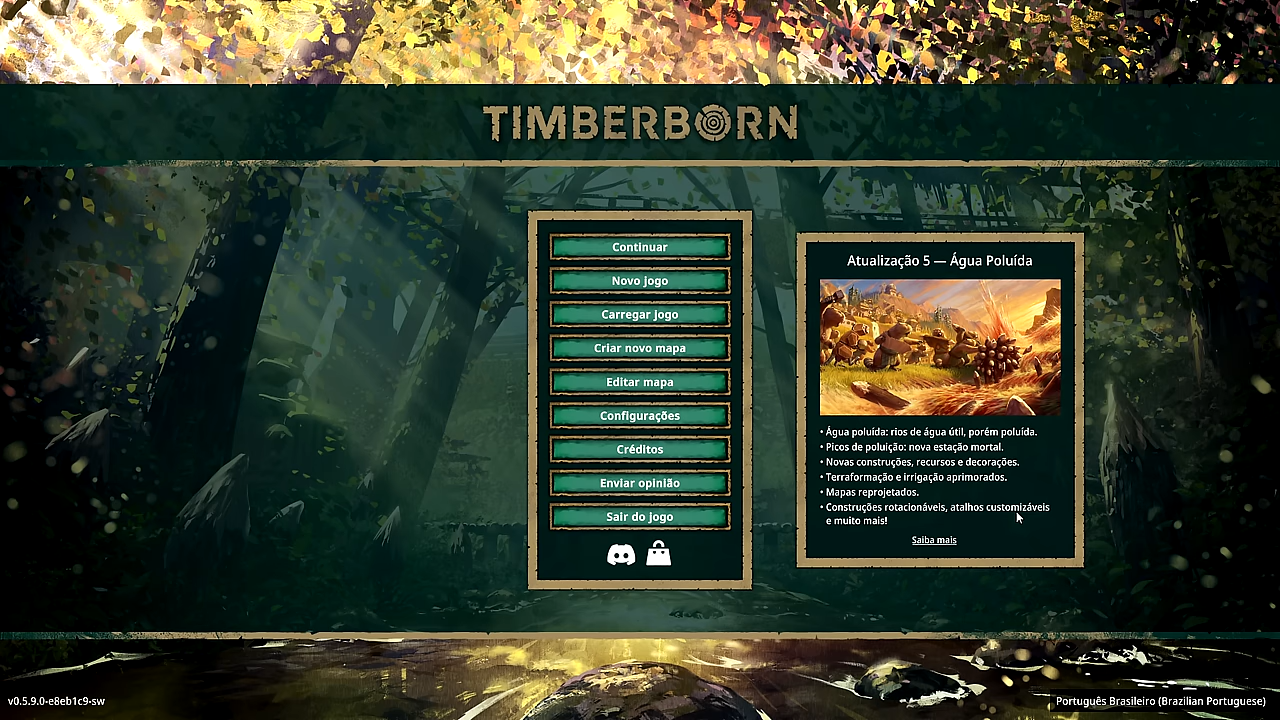 TIMBERBORN
Continuar
Novo jogo
Carregar jogo
Criar novo mapa
Editar mapa
Configurações
Créditos
Enviar opinião
Sair do jogo
Atualização 5 — Água Poluída
• Água poluída: rios de água útil, porém poluída.
• Picos de poluição: nova estação mortal.
• Novas construções, recursos e decorações.
• Terraformação e irrigação aprimorados.
• Mapas reprojetados.
• Construções rotacionáveis, atalhos customizáveis
e muito mais!
Saiba mais
v0.5.9.0-e8eb1c9-sw
Português Brasileiro (Brazilian Portuguese)